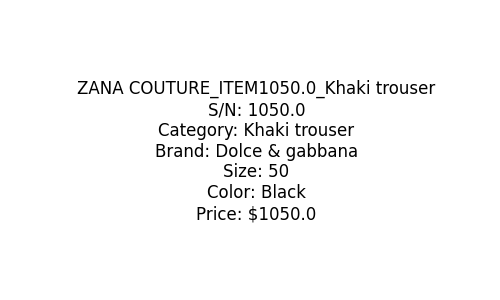 ZANA COUTURE_ITEM1050.0_Khaki trouser
S/N: 1050.0
Category: Khaki trouser
Brand: Dolce & gabbana
Size: 50
Color: Black
Price: $1050.0